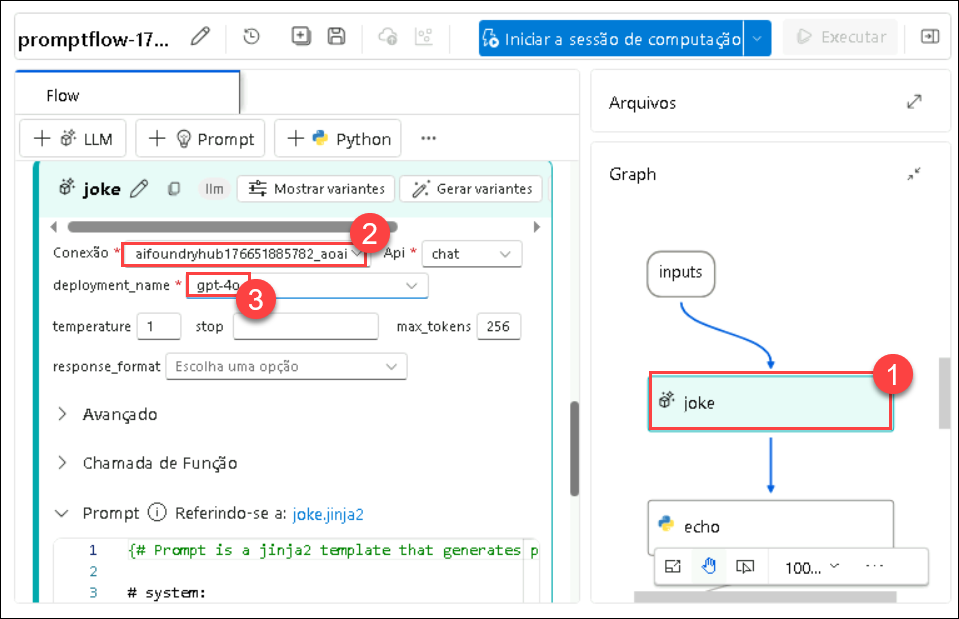 promptflow-17... Iniciar a sessão de computação Executar
Flow
LLM Prompt Python ...
joke llm Mostrar variantes Gerar variantes
2
Conexão * aifoundryhub176651885782_aoai Api * chat
deployment_name * gpt-4o
3
temperature 1 stop max_tokens 256
response_format Escolha uma opção
Avançado
Chamada de Função
Prompt Referindo-se a: joke.jinja2
1 {# Prompt is a jinja2 template that generates p
2
3 # system:
Arquivos
Graph
inputs
1
joke
echo
100... ...